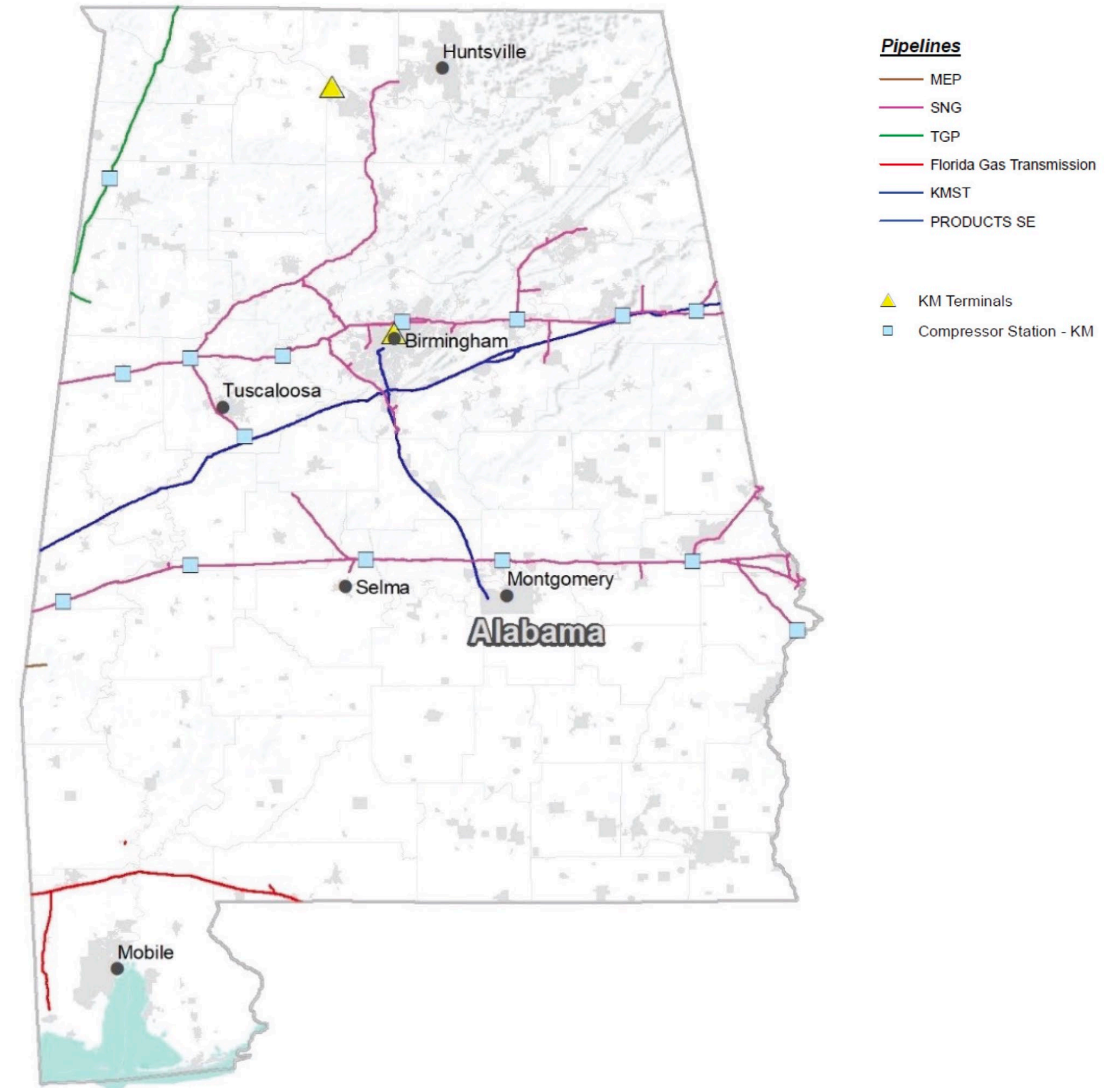 Huntsville
Birmingham
Tuscaloosa
Selma
Montgomery
Alabama
Mobile
Pipelines
MEP
SNG
TGP
Florida Gas Transmission
KMST
PRODUCTS SE
KM Terminals
Compressor Station - KM